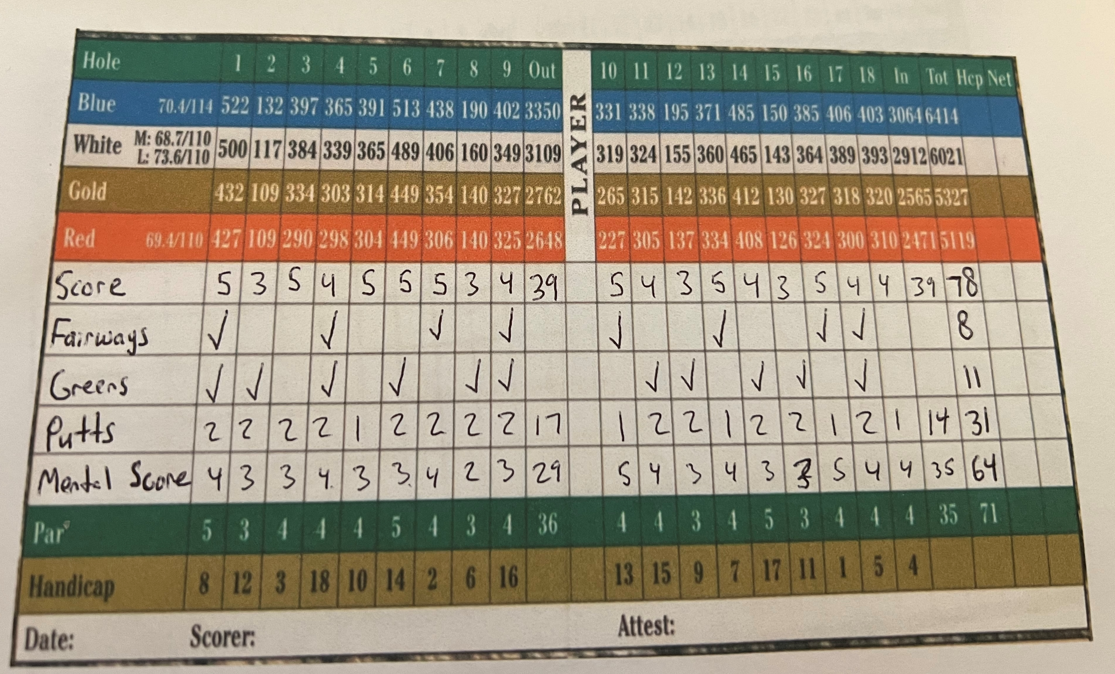 Hole 1 2 3 4 5 6 7 8 9 Out PLAYER 10 11 12 13 14 15 16 17 18 In Tot Hcp Net
Blue 70.4/114 522 132 397 365 391 513 438 190 402 3350 331 338 195 371 485 150 385 406 403 3064 6414
White M: 68.7/110 L: 73.6/110 500 117 384 339 365 489 406 160 349 3109 319 324 155 360 465 143 364 389 393 2912 6021
Gold 432 109 334 303 314 449 354 140 327 2762 265 315 142 336 412 130 327 318 320 2565 5327
Red 69.4/110 427 109 290 298 304 449 306 140 325 2648 227 305 137 334 408 126 324 300 310 2471 5119
Score 5 3 5 4 5 5 5 3 4 39 5 4 3 5 4 3 5 4 4 39 78
Fairways ✓ ✓ ✓ ✓ ✓ ✓ ✓ ✓ 8
Greens ✓ ✓ ✓ ✓ ✓ ✓ ✓ ✓ ✓ ✓ ✓ 11
Putts 2 2 2 2 1 2 2 2 2 17 1 2 2 1 2 2 1 2 1 14 31
Mental Score 4 3 3 4 3 3 4 2 3 29 5 4 3 4 3 3 5 4 4 35 64
Par 5 3 4 4 4 5 4 3 4 36 4 4 3 4 5 3 4 4 4 35 71
Handicap 8 12 3 18 10 14 2 6 16 13 15 9 7 17 11 1 5 4
Date: Scorer: Attest: